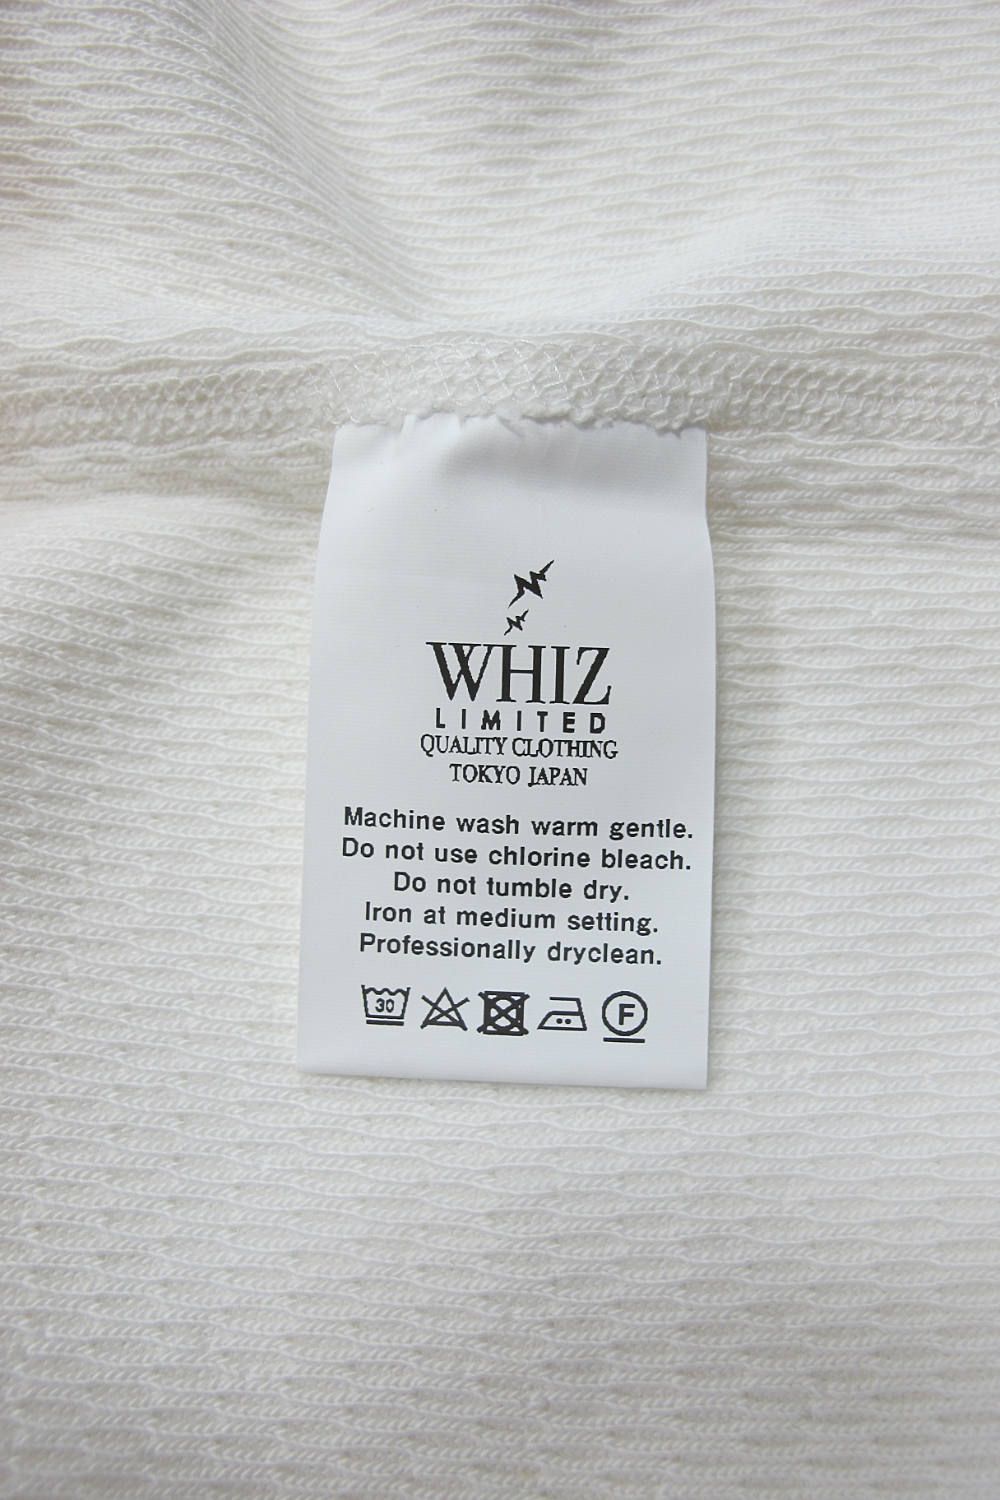 WHIZ
LIMITED
QUALITY CLOTHING
TOKYO JAPAN
Machine wash warm gentle.
Do not use chlorine bleach.
Do not tumble dry.
Iron at medium setting.
Professionally dryclean.
30 F